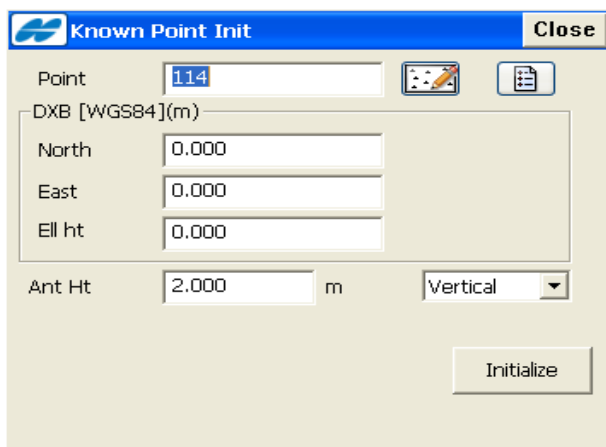 Known Point Init Close
Point 114
DXB [WGS84](m)
North 0.000
East 0.000
Ell ht 0.000
Ant Ht 2.000 m Vertical
Initialize